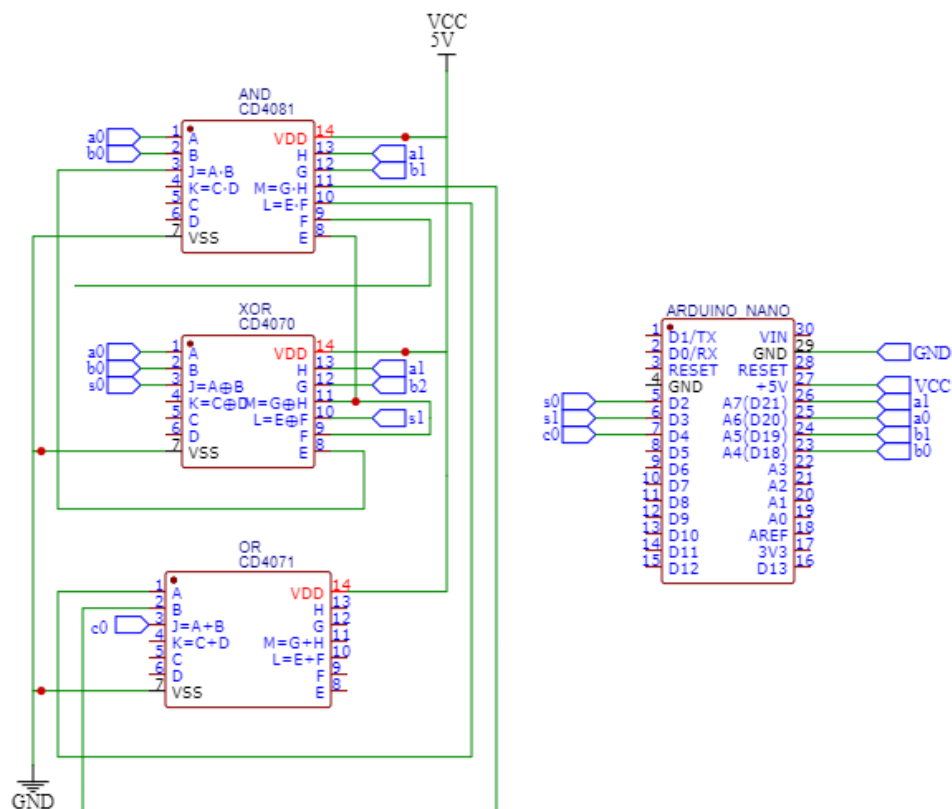 VCC
5V
AND
CD4081
a0 1 A VDD 14
b0 2 B H 13 a1
3 J=A·B G 12 b1
4 K=C·D M=G·H 11
5 C L=E·F 10
6 D F 9
7 VSS E 8
XOR
CD4070
a0 1 A VDD 14
b0 2 B H 13 a1
s0 3 J=A⊕B G 12 b2
4 K=C⊕D M=G⊕H 11
5 C L=E⊕F 10 s1
6 D F 9
7 VSS E 8
OR
CD4071
1 A VDD 14
2 B H 13
c0 3 J=A+B G 12
4 K=C+D M=G+H 11
5 C L=E+F 10
6 D F 9
7 VSS E 8
GND
ARDUINO_NANO
1 D1/TX VIN 30
2 D0/RX GND 29 GND
3 RESET RESET 28
4 GND +5V 27 VCC
s0 5 D2 A7(D21) 26 a1
s1 6 D3 A6(D20) 25 a0
c0 7 D4 A5(D19) 24 b1
8 D5 A4(D18) 23 b0
9 D6 A3 22
10 D7 A2 21
11 D8 A1 20
12 D9 A0 19
13 D10 AREF 18
14 D11 3V3 17
15 D12 D13 16